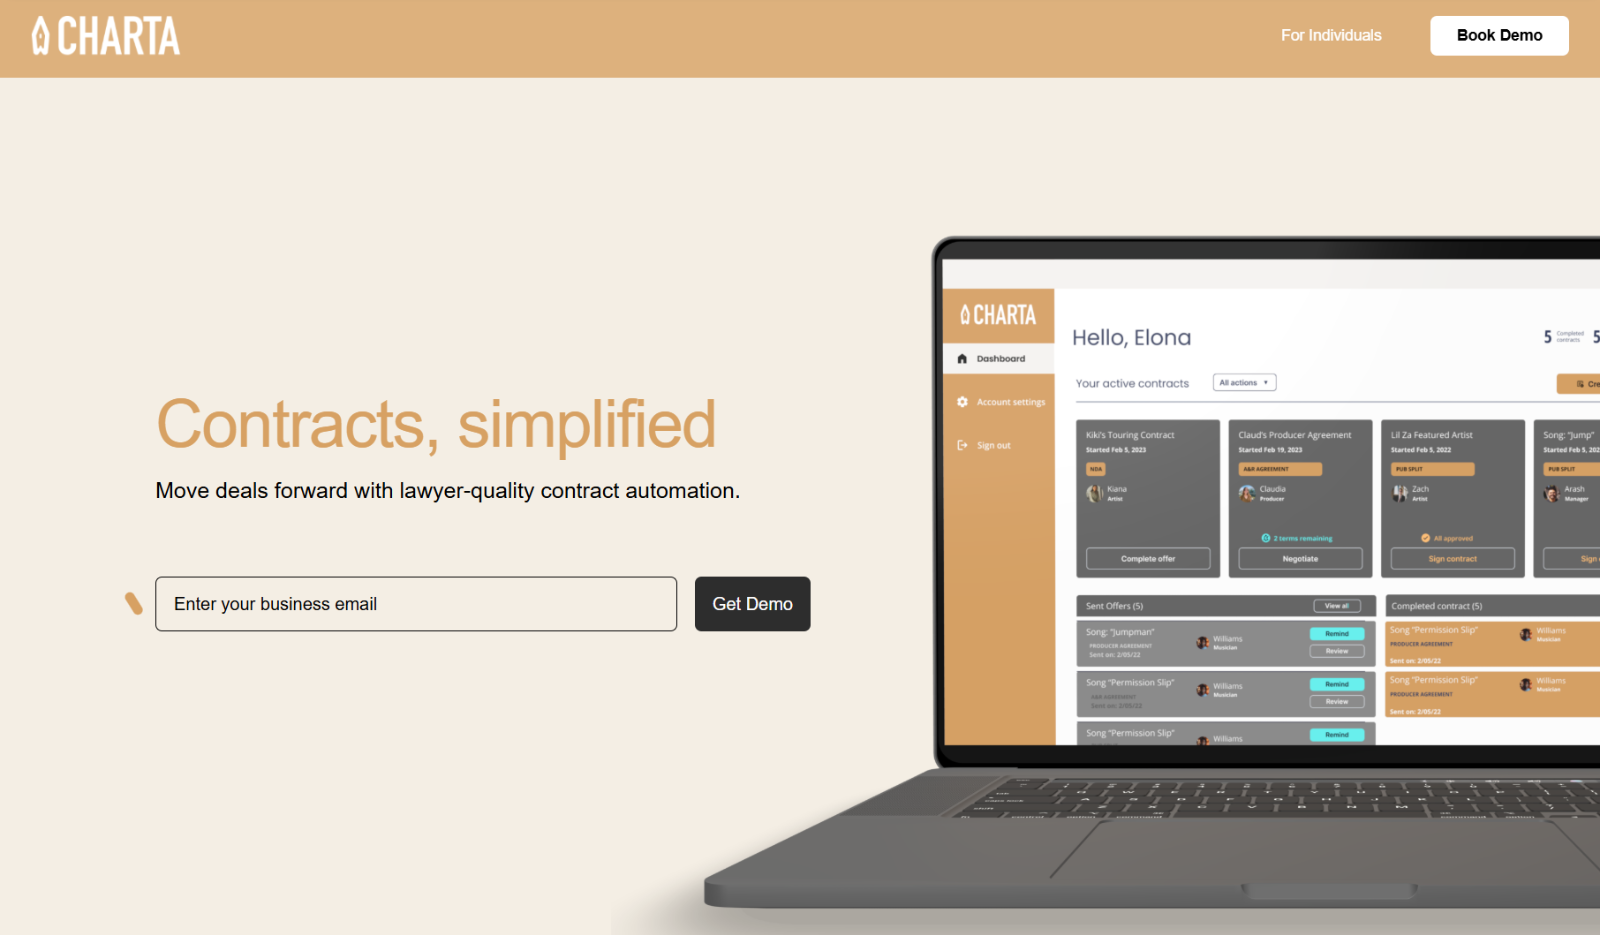 CHARTA
For Individuals
Book Demo
Contracts, simplified
Move deals forward with lawyer-quality contract automation.
Enter your business email
Get Demo
CHARTA
Dashboard
Account settings
Sign out
Hello, Elona
5 Completed contracts
5
Your active contracts
All actions
Cre
Kiki's Touring Contract
Started Feb 5, 2023
NDA
Kiana
Artist
Complete offer
Claud's Producer Agreement
Started Feb 19, 2023
A&R AGREEMENT
Claudia
Producer
2 terms remaining
Negotiate
Lil Za Featured Artist
Started Feb 5, 2022
PUB SPLIT
Zach
Artist
All approved
Sign contract
Song: "Jump"
Started Feb 5, 202
PUB SPLIT
Arash
Manager
Sign
Sent Offers (5)
View all
Song: "Jumpman"
PRODUCER AGREEMENT
Sent on: 2/05/22
Williams
Musician
Remind
Review
Song "Permission Slip"
A&R AGREEMENT
Sent on: 2/05/22
Williams
Musician
Remind
Review
Song "Permission Slip"
Williams
Remind
Completed contract (5)
Song "Permission Slip"
PRODUCER AGREEMENT
Sent on: 2/05/22
Williams
Musician
Song "Permission Slip"
PRODUCER AGREEMENT
Sent on: 2/05/22
Williams
Musician